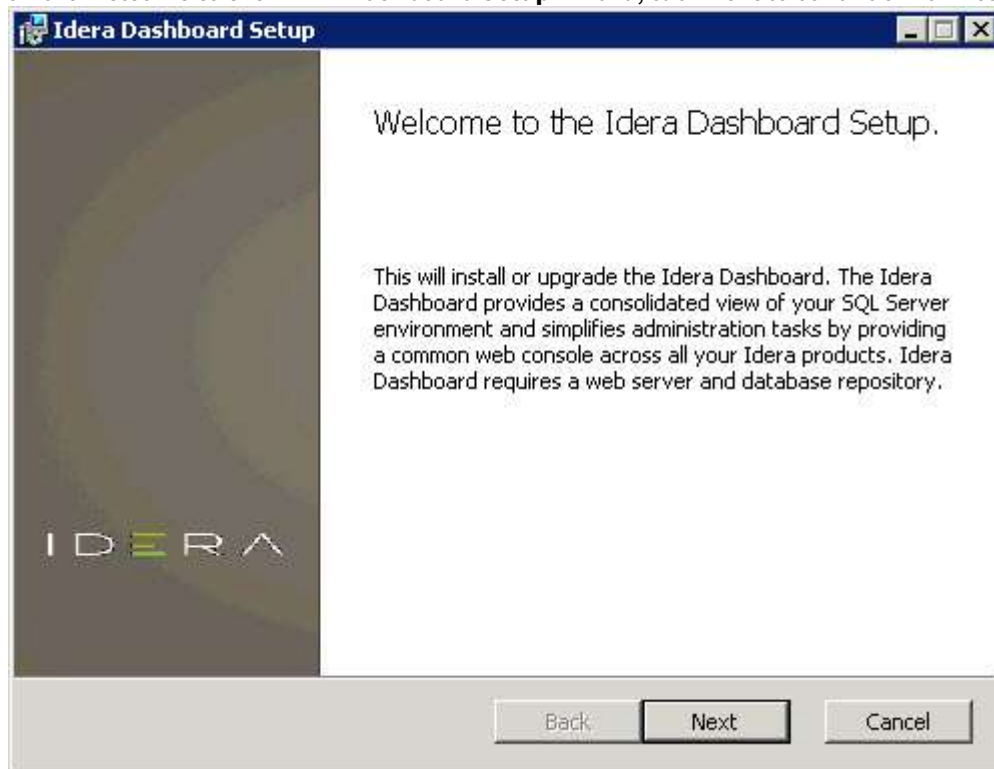 Idera Dashboard Setup
Welcome to the Idera Dashboard Setup.
This will install or upgrade the Idera Dashboard. The Idera
Dashboard provides a consolidated view of your SQL Server
environment and simplifies administration tasks by providing
a common web console across all your Idera products. Idera
Dashboard requires a web server and database repository.
IDERA
Back
Next
Cancel